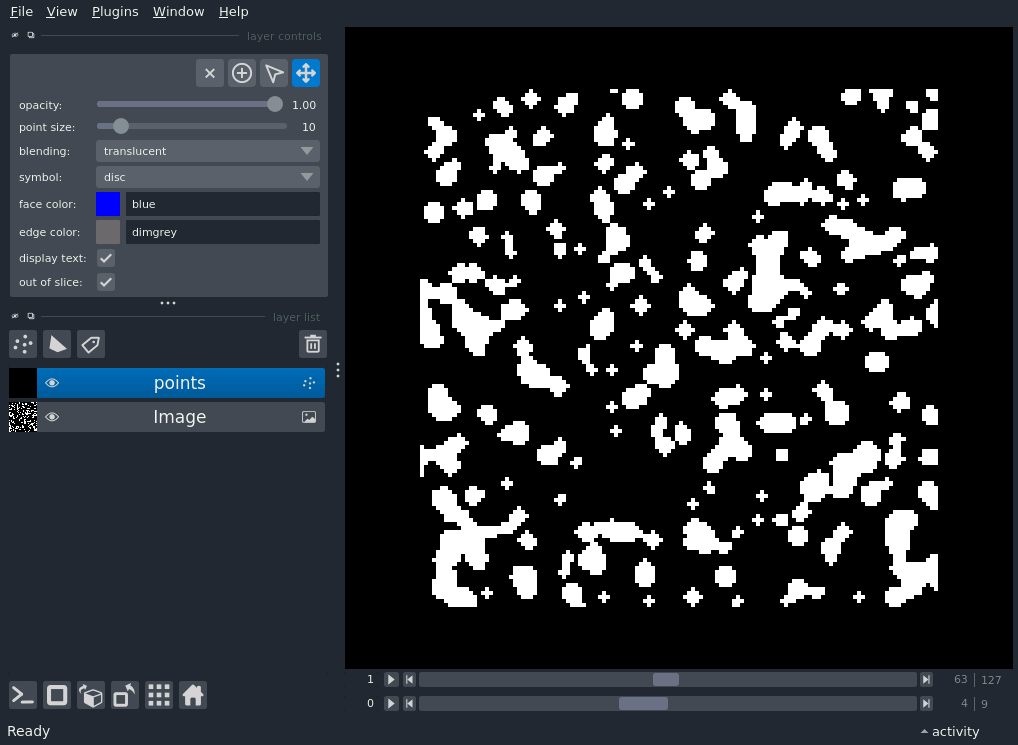 File View Plugins Window Help
layer controls
opacity: 1.00
point size: 10
blending: translucent
symbol: disc
face color: blue
edge color: dimgrey
display text:
out of slice:
layer list
points
Image
1 63 | 127
0 4 | 9
Ready activity